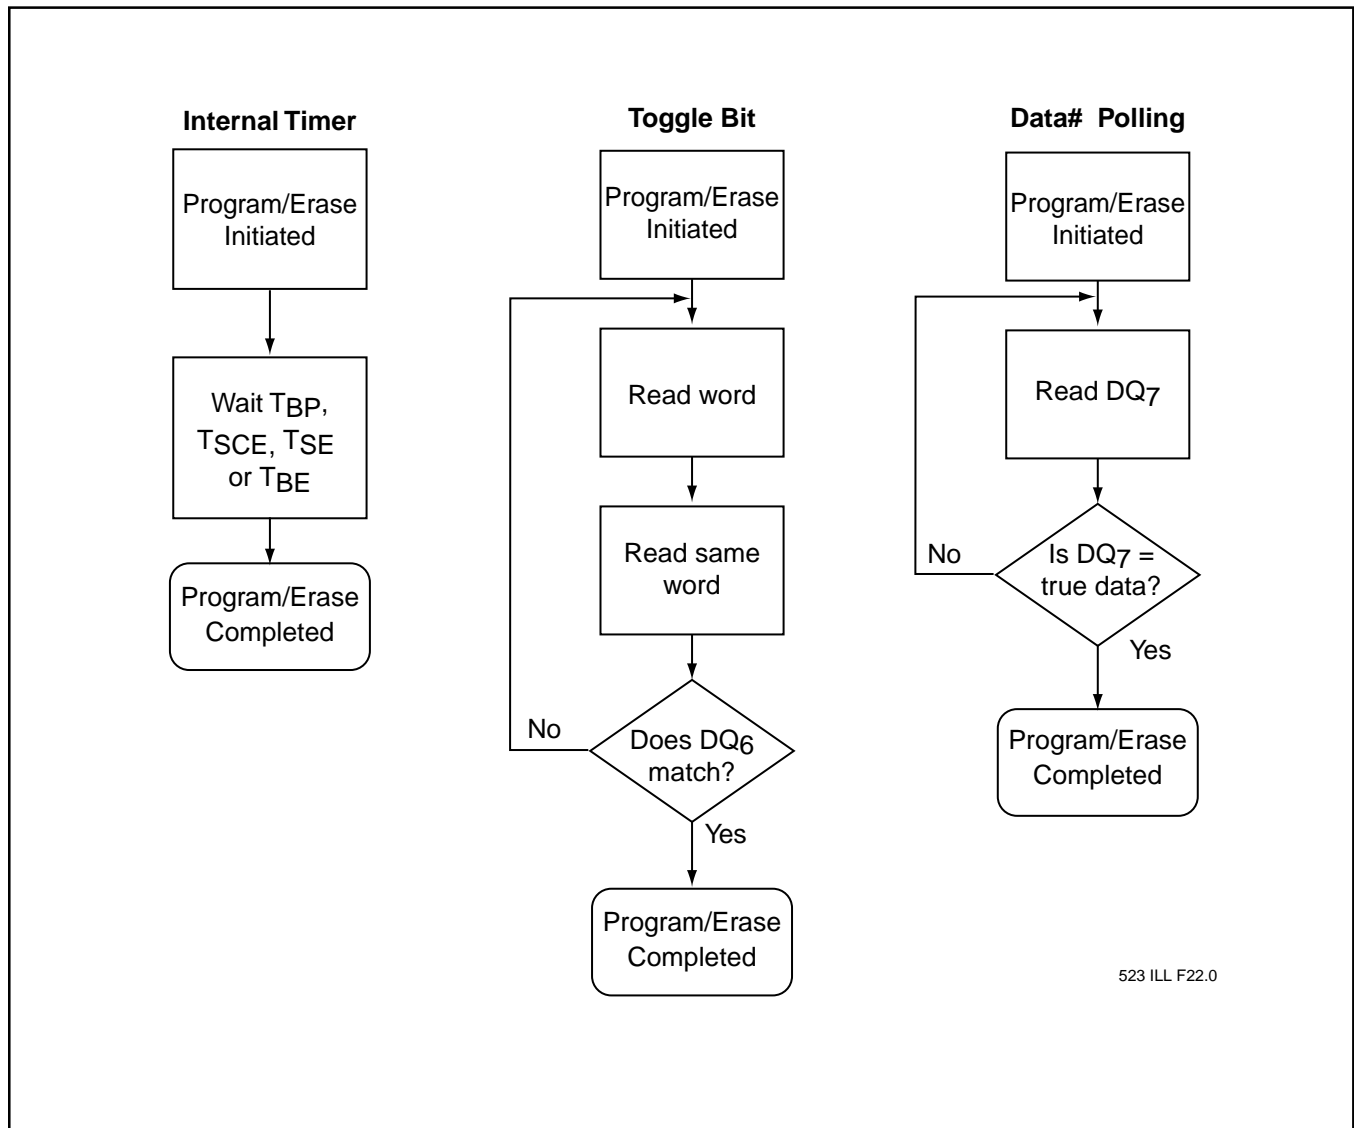 Internal Timer
Program/Erase
Initiated
Wait TBP,
TSCE, TSE
or TBE
Program/Erase
Completed
Toggle Bit
Program/Erase
Initiated
Read word
Read same
word
Does DQ6
match?
No
Yes
Program/Erase
Completed
Data# Polling
Program/Erase
Initiated
Read DQ7
Is DQ7 =
true data?
No
Yes
Program/Erase
Completed
523 ILL F22.0